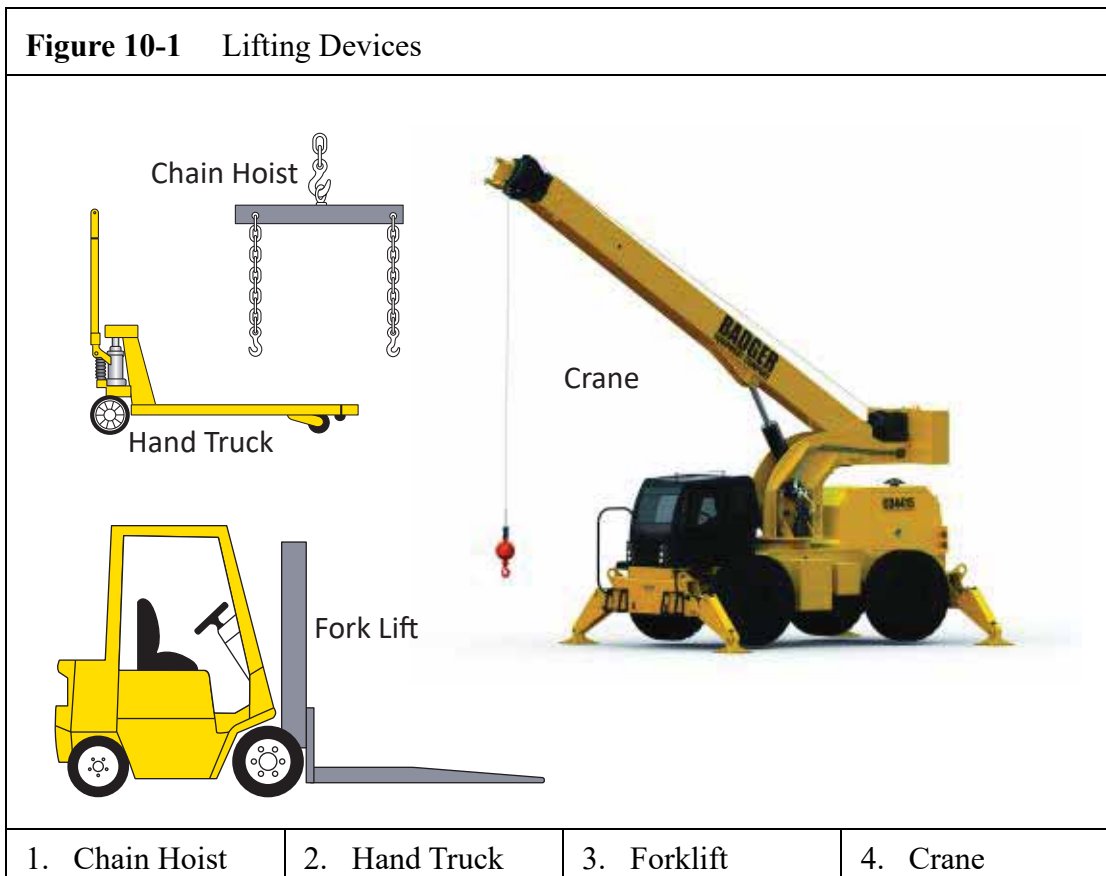 Figure 10-1 Lifting Devices
Chain Hoist
Hand Truck
Crane
BADGER
Fork Lift
1. Chain Hoist
2. Hand Truck
3. Forklift
4. Crane